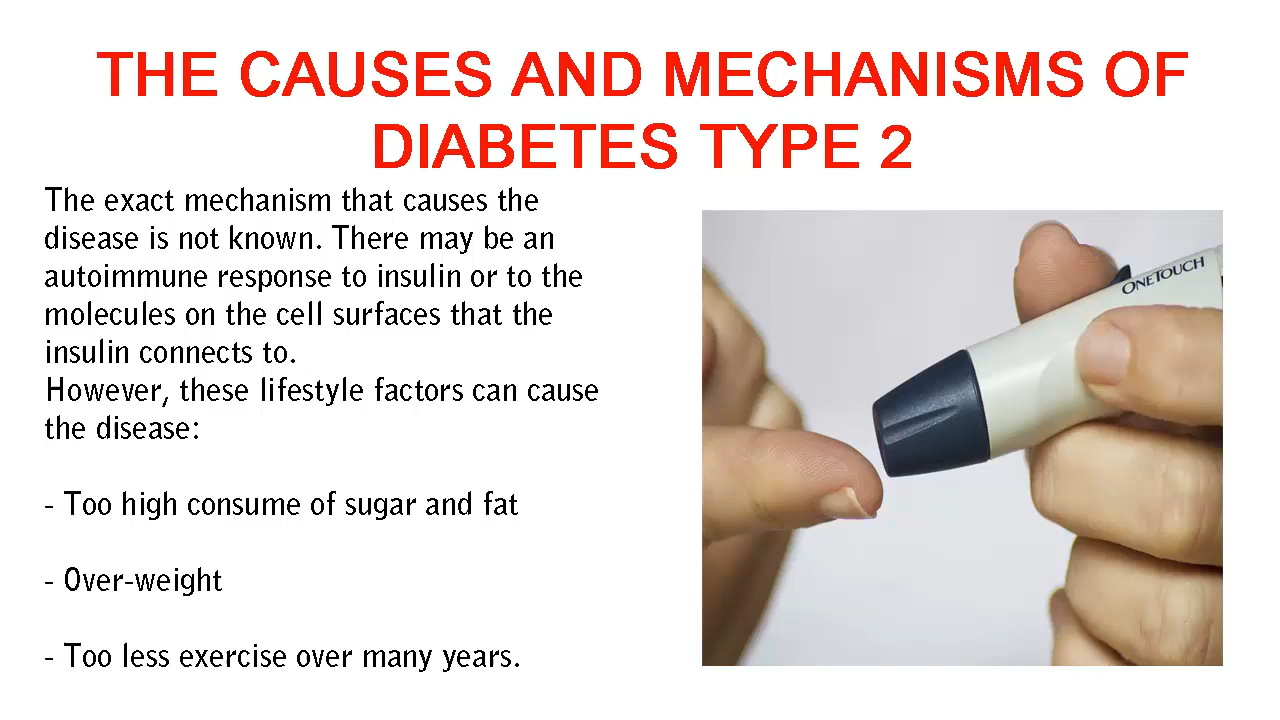 THE CAUSES AND MECHANISMS OF
DIABETES TYPE 2
The exact mechanism that causes the
disease is not known. There may be an
autoimmune response to insulin or to the
molecules on the cell surfaces that the
insulin connects to.
However, these lifestyle factors can cause
the disease:
- Too high consume of sugar and fat
- Over-weight
- Too less exercise over many years.
ONETOUCH